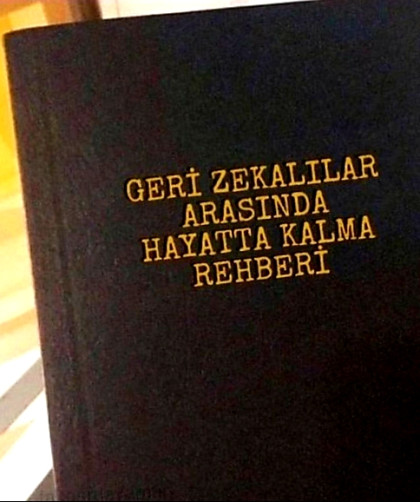 GERİ ZEKALILAR
ARASINDA
HAYATTA KALMA
REHBERİ